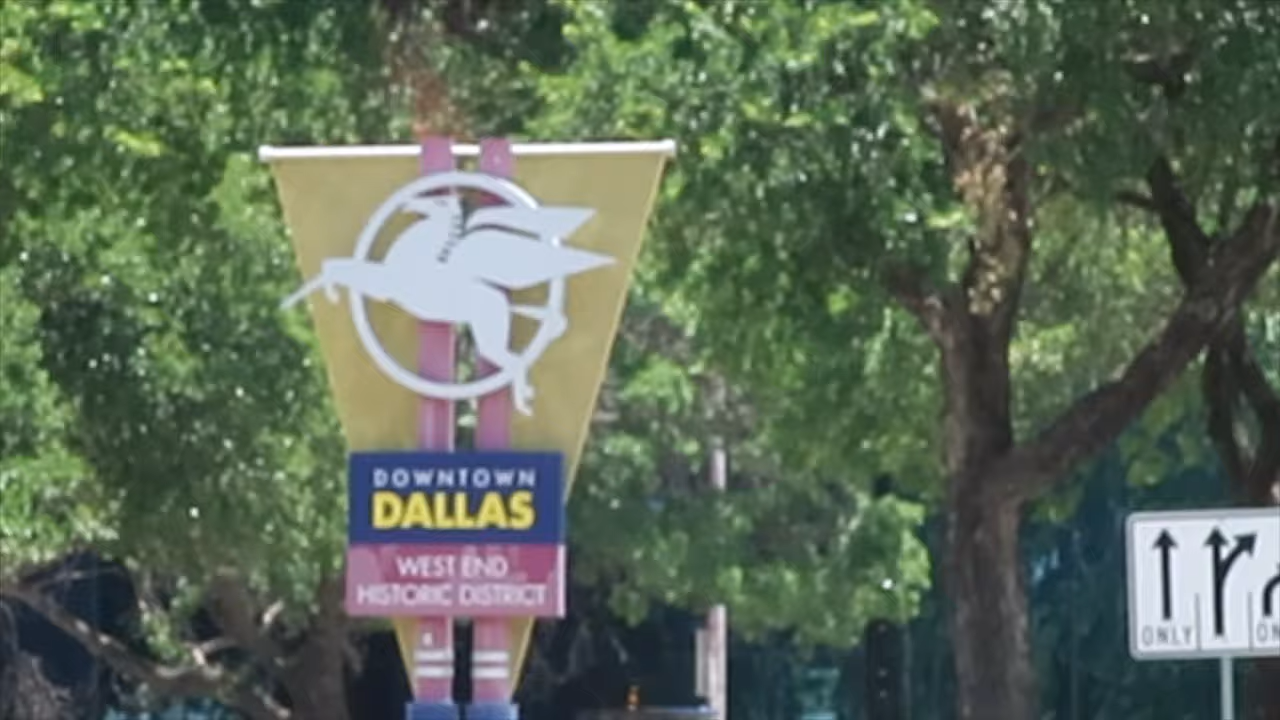 DOWNTOWN
DALLAS
WEST END
HISTORIC DISTRICT
ONLY